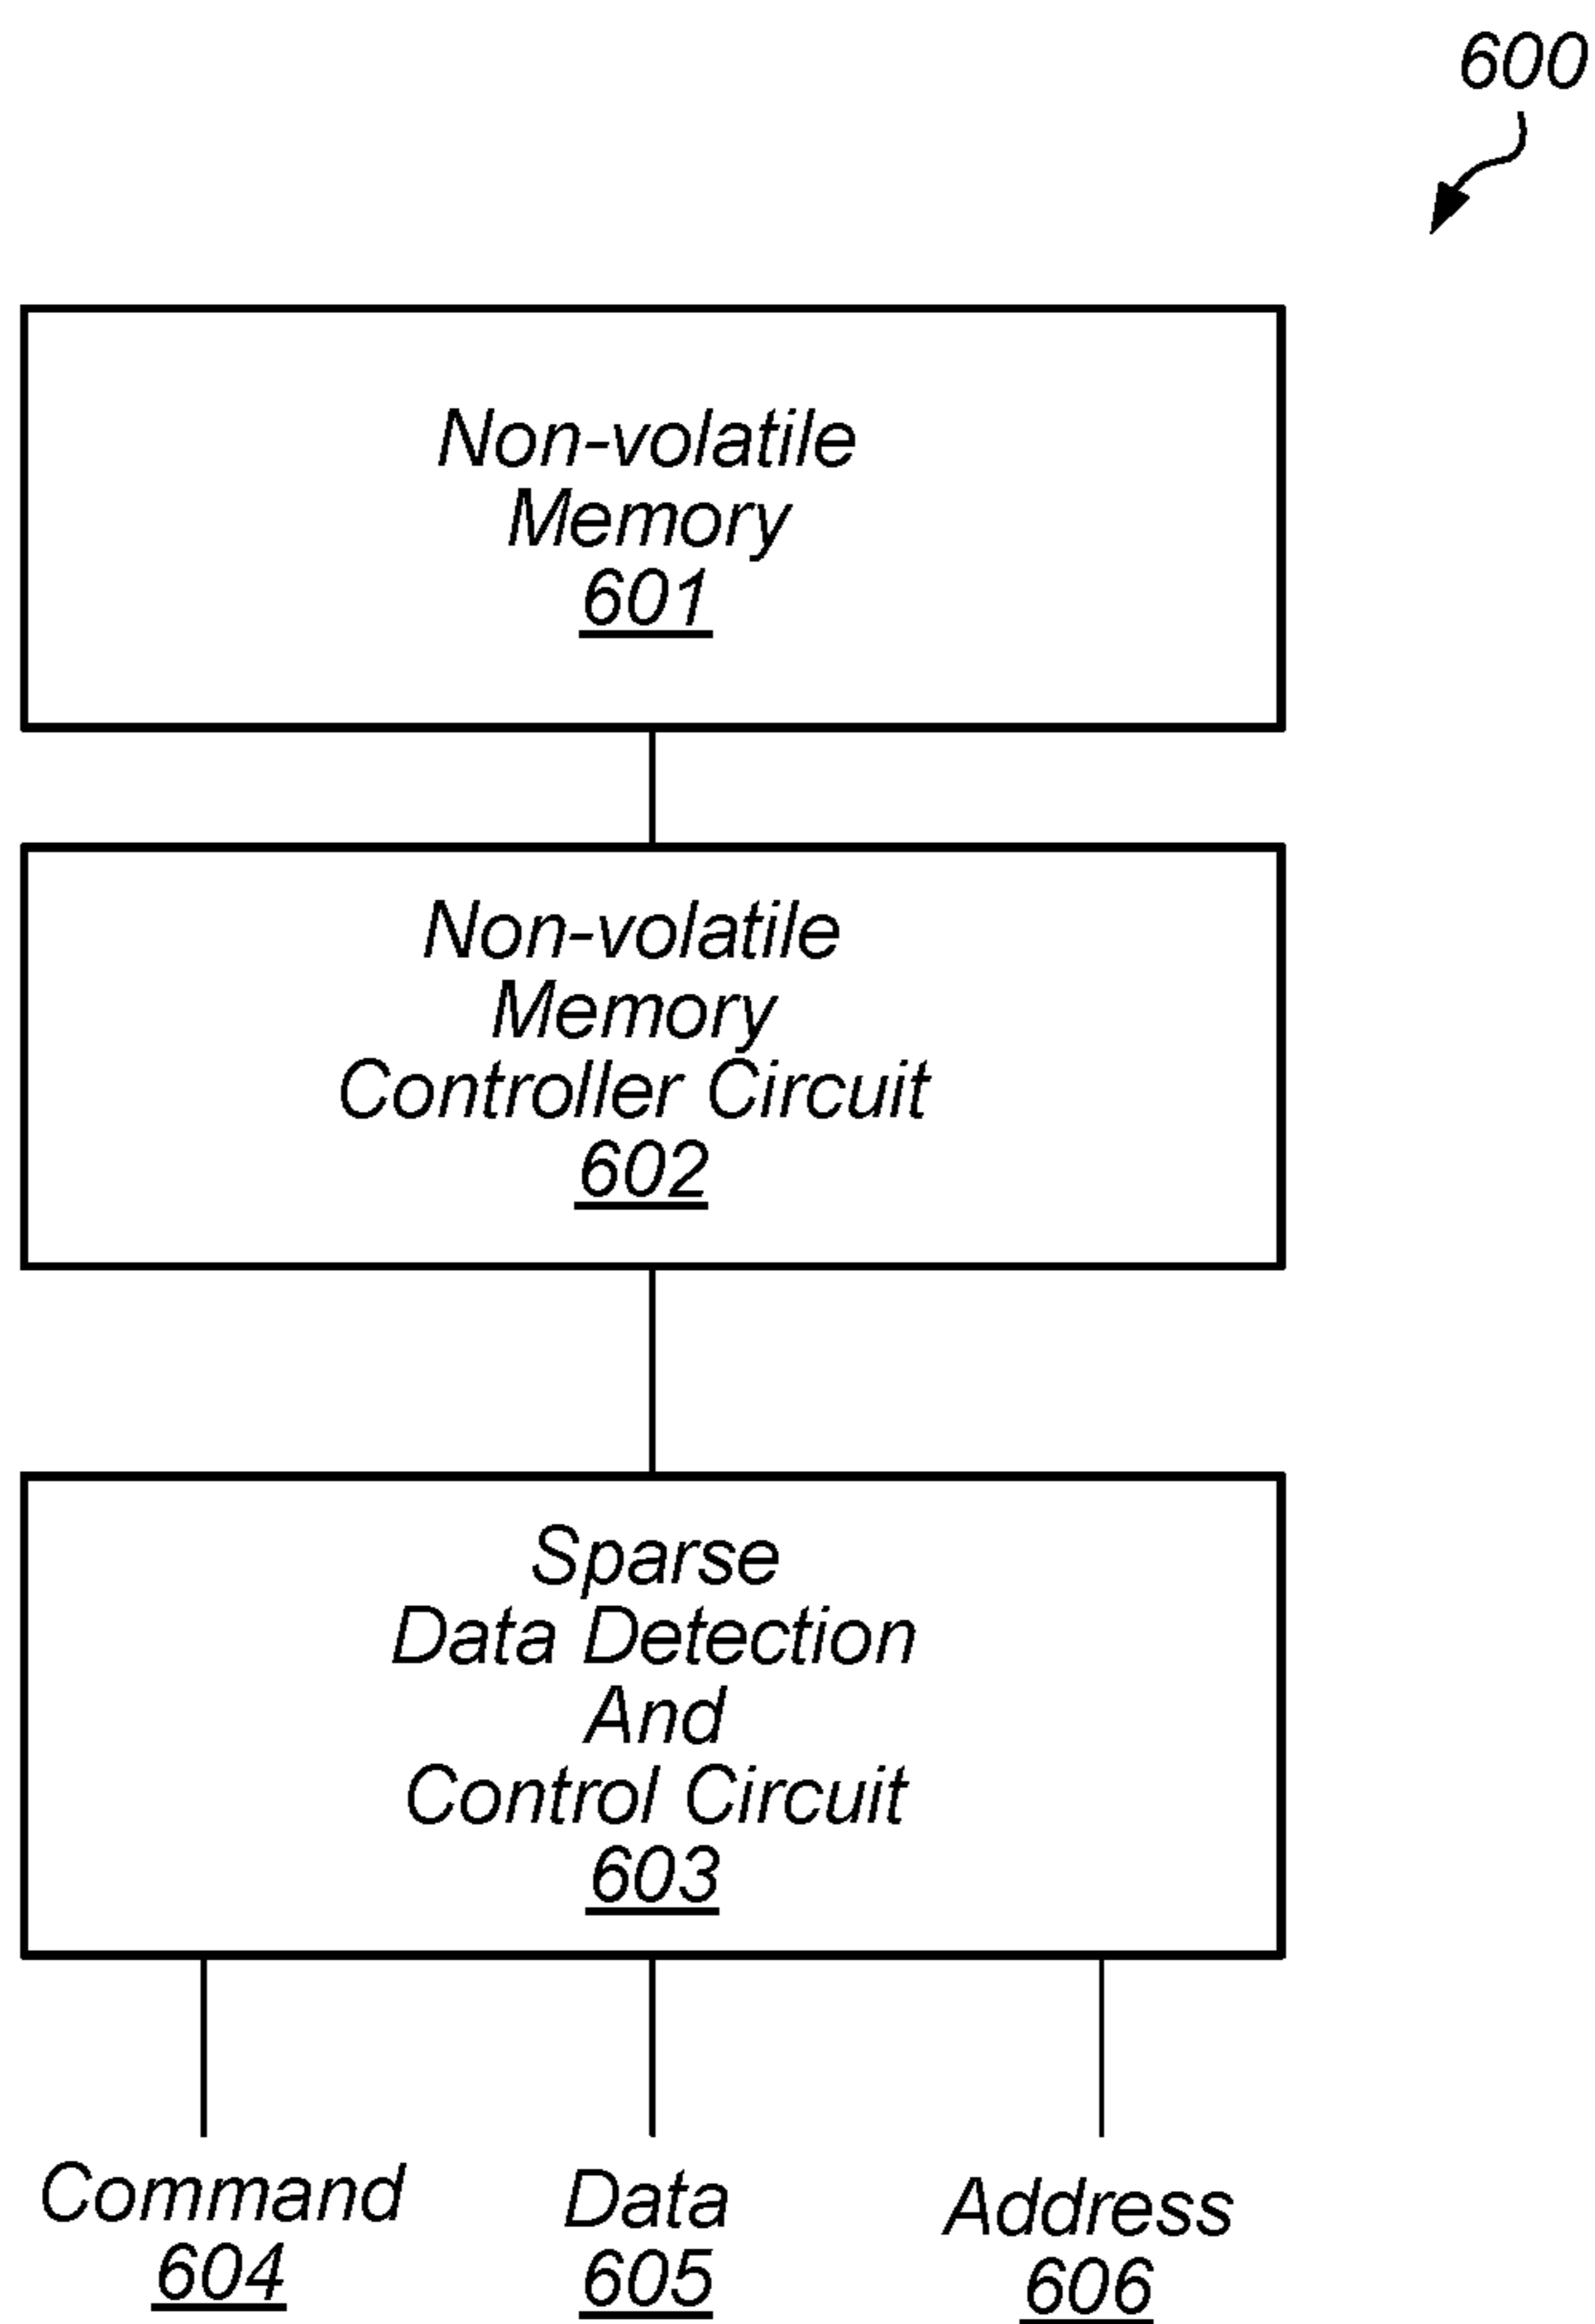 600
Non-volatile
Memory
601
Non-volatile
Memory
Controller Circuit
602
Sparse
Data Detection
And
Control Circuit
603
Command
604
Data
605
Address
606